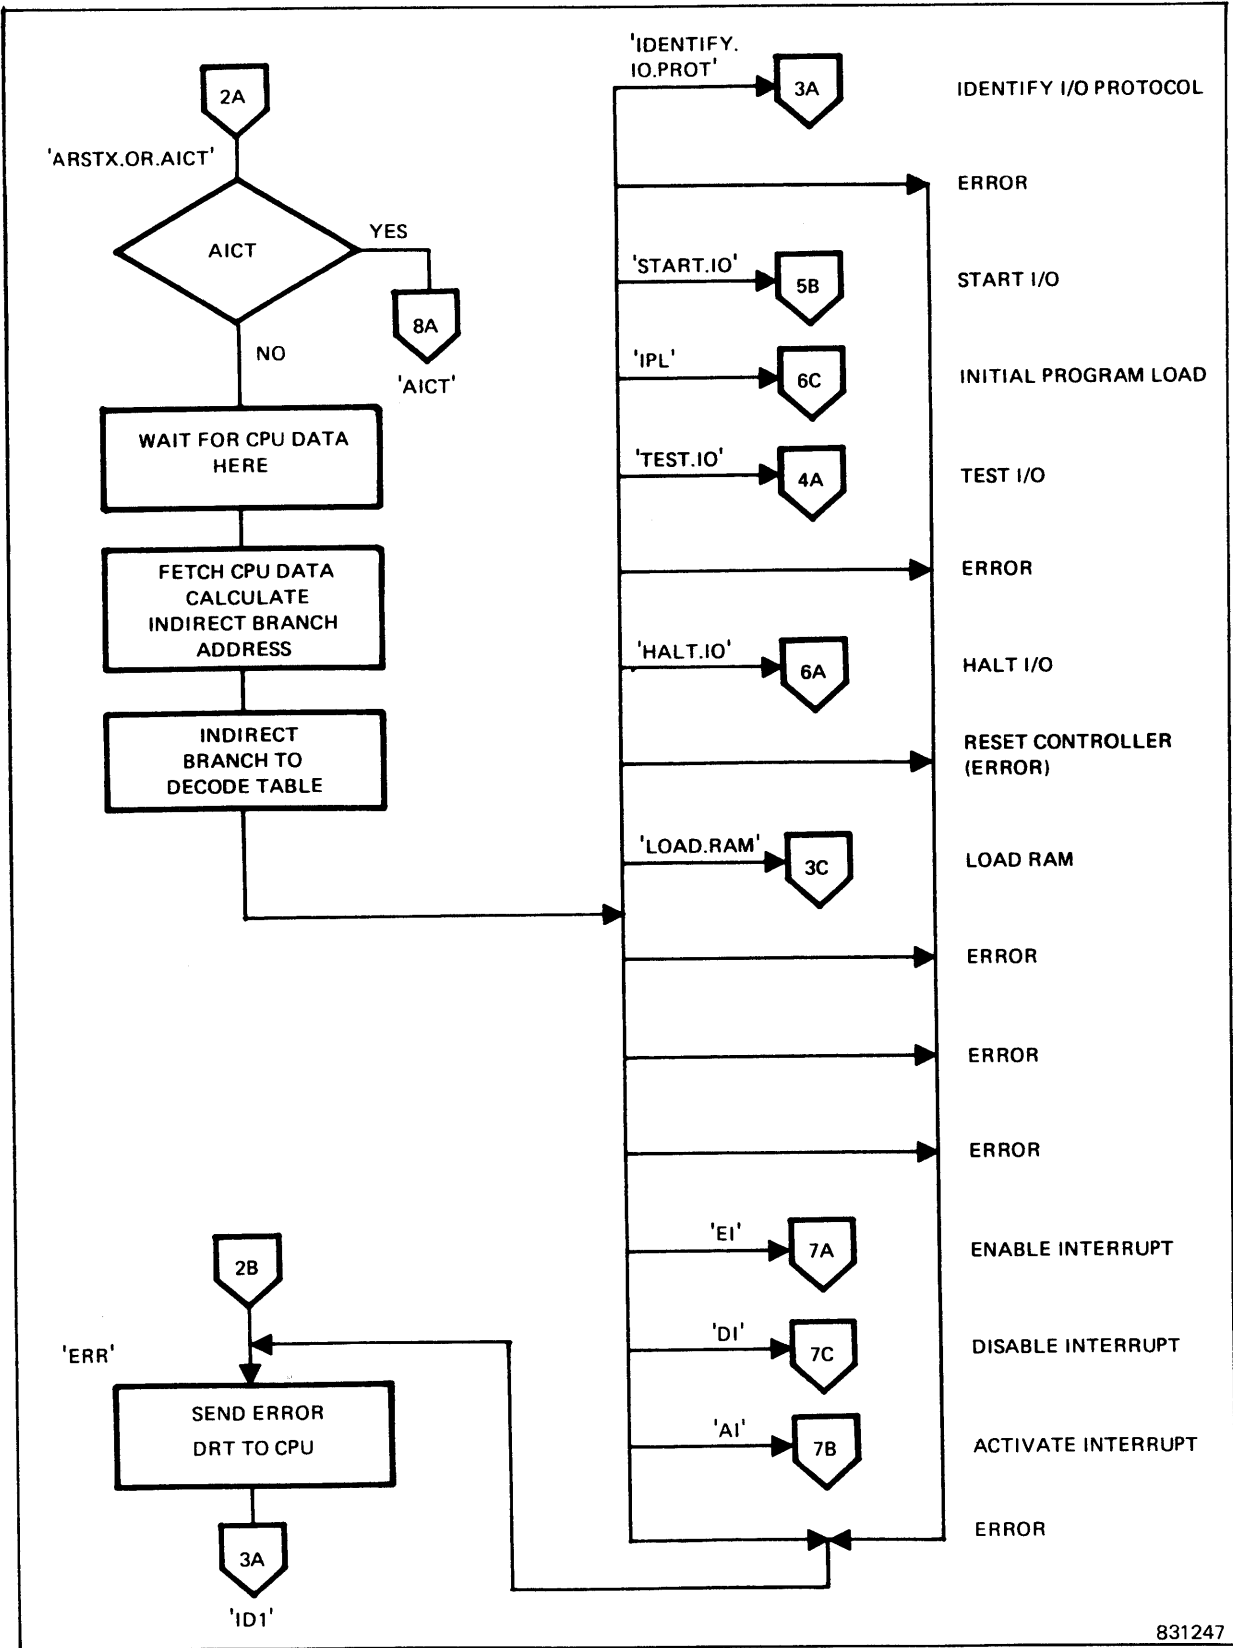 2A
'ARSTX.OR.AICT'
AICT
YES
8A
'AICT'
NO
WAIT FOR CPU DATA
HERE
FETCH CPU DATA
CALCULATE
INDIRECT BRANCH
ADDRESS
INDIRECT
BRANCH TO
DECODE TABLE
'IDENTIFY.
IO.PROT'
3A
IDENTIFY I/O PROTOCOL
ERROR
'START.IO'
5B
START I/O
'IPL'
6C
INITIAL PROGRAM LOAD
'TEST.IO'
4A
TEST I/O
ERROR
'HALT.IO'
6A
HALT I/O
RESET CONTROLLER
(ERROR)
'LOAD.RAM'
3C
LOAD RAM
ERROR
ERROR
ERROR
'EI'
7A
ENABLE INTERRUPT
'DI'
7C
DISABLE INTERRUPT
'AI'
7B
ACTIVATE INTERRUPT
ERROR
2B
'ERR'
SEND ERROR
DRT TO CPU
3A
'ID1'
831247